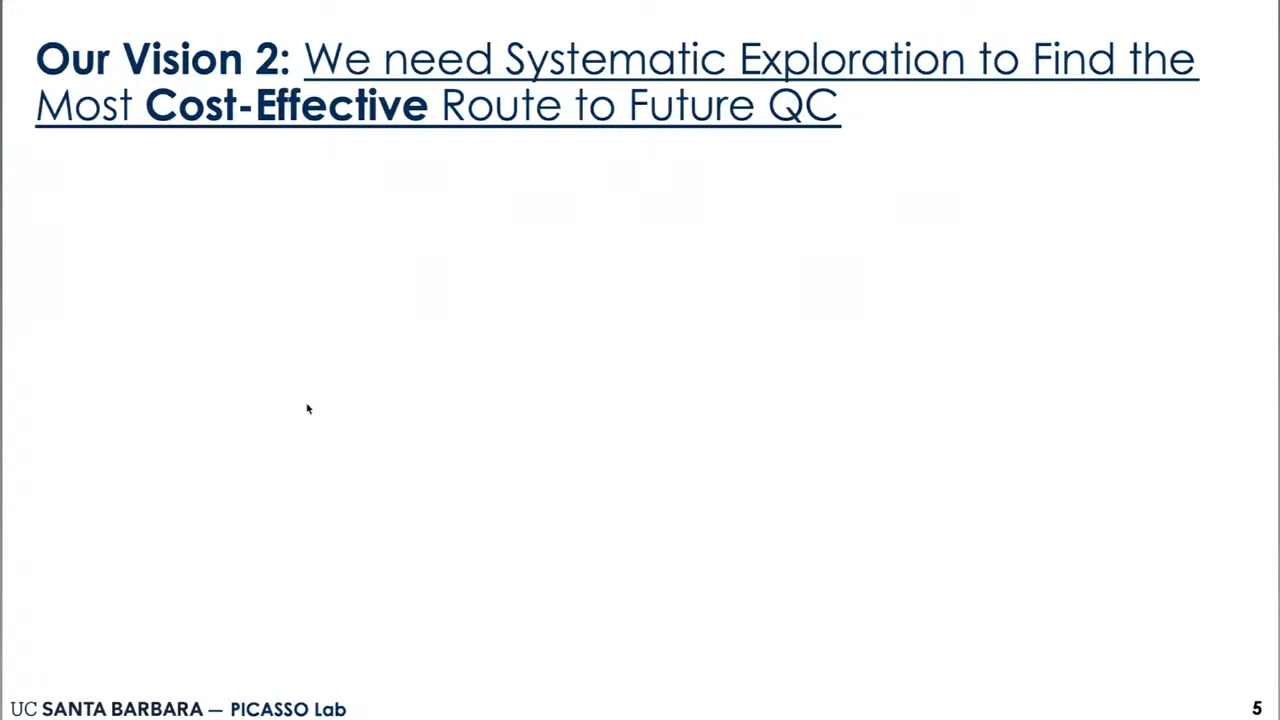 Our Vision 2: We need Systematic Exploration to Find the
Most Cost-Effective Route to Future QC
UC SANTA BARBARA — PICASSO Lab
5